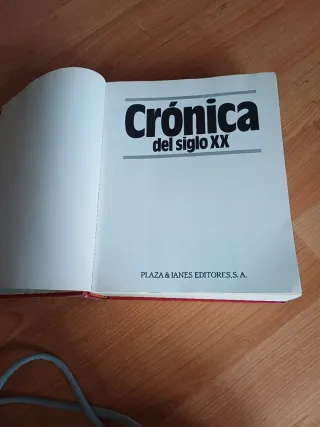 Crónica
del siglo XX
PLAZA & JANES EDITORES, S. A.